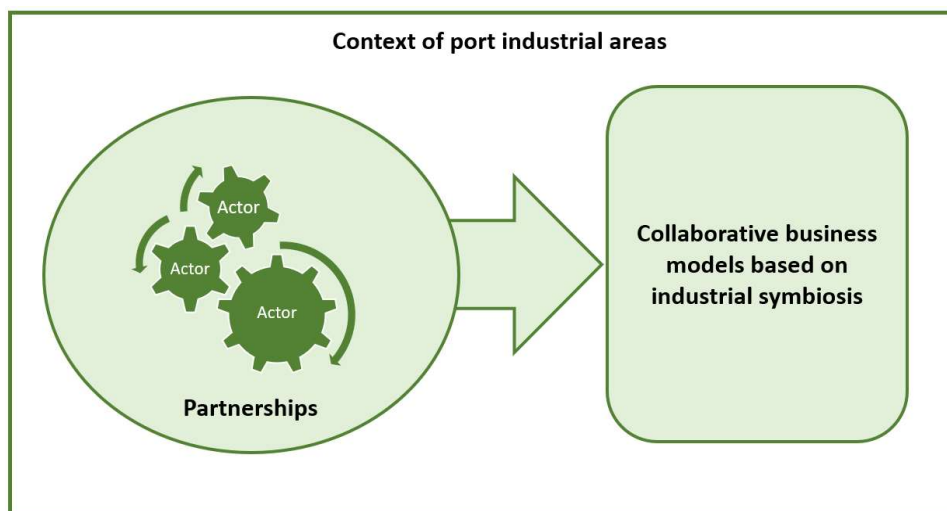 Context of port industrial areas
Actor
Actor
Actor
Partnerships
Collaborative business
models based on
industrial symbiosis